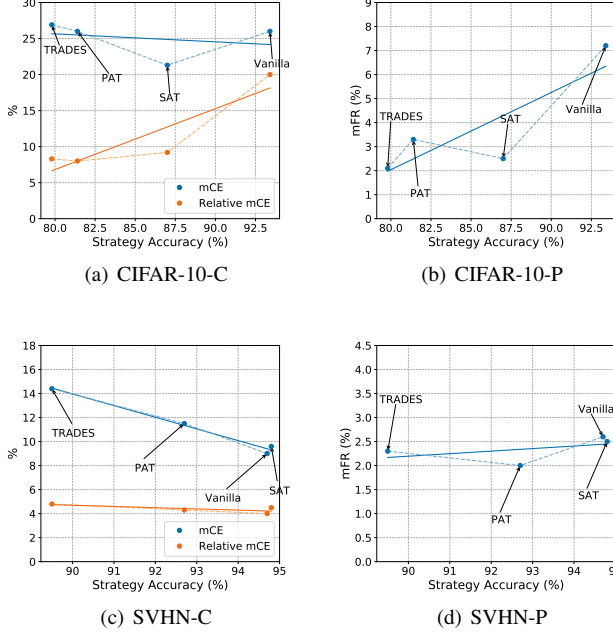 30
25
20
15
10
5
0
%
TRADES
PAT
SAT
Vanilla
mCE
Relative mCE
80.0 82.5 85.0 87.5 90.0 92.5
Strategy Accuracy (%)
(a) CIFAR-10-C
9
8
7
6
5
4
3
2
1
0
mFR (%)
TRADES
PAT
SAT
Vanilla
80.0 82.5 85.0 87.5 90.0 92.5
Strategy Accuracy (%)
(b) CIFAR-10-P
18
16
14
12
10
8
6
4
2
0
%
TRADES
PAT
Vanilla
SAT
mCE
Relative mCE
90 91 92 93 94 95
Strategy Accuracy (%)
(c) SVHN-C
4.5
4.0
3.5
3.0
2.5
2.0
1.5
1.0
0.5
0.0
mFR (%)
TRADES
PAT
Vanilla
SAT
90 91 92 93 94
Strategy Accuracy (%)
(d) SVHN-P